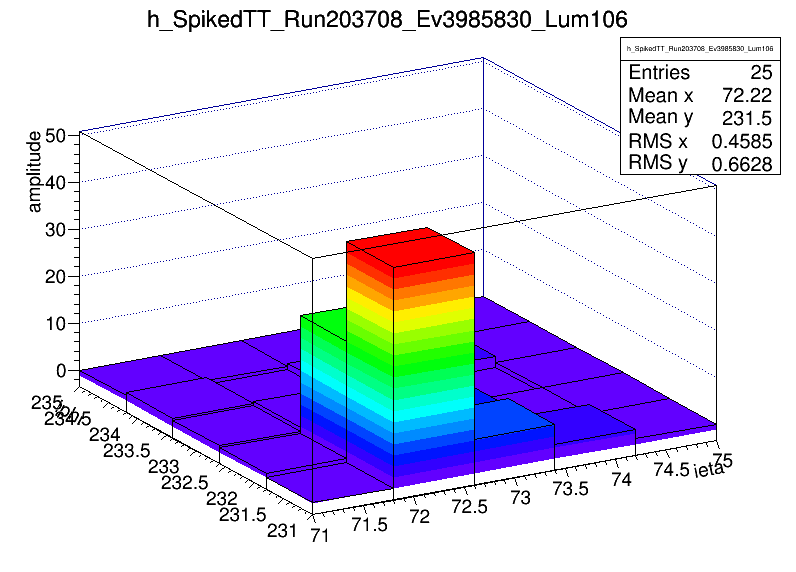 h_SpikedTT_Run203708_Ev3985830_Lum106
h_SpikedTT_Run203708_Ev3985830_Lum106
Entries 25
Mean x 72.22
Mean y 231.5
RMS x 0.4585
RMS y 0.6628
amplitude
50
40
30
20
10
0
235
234.5
234
233.5
233
232.5
232
231.5
231
71
71.5
72
72.5
73
73.5
74
74.5
75
ieta